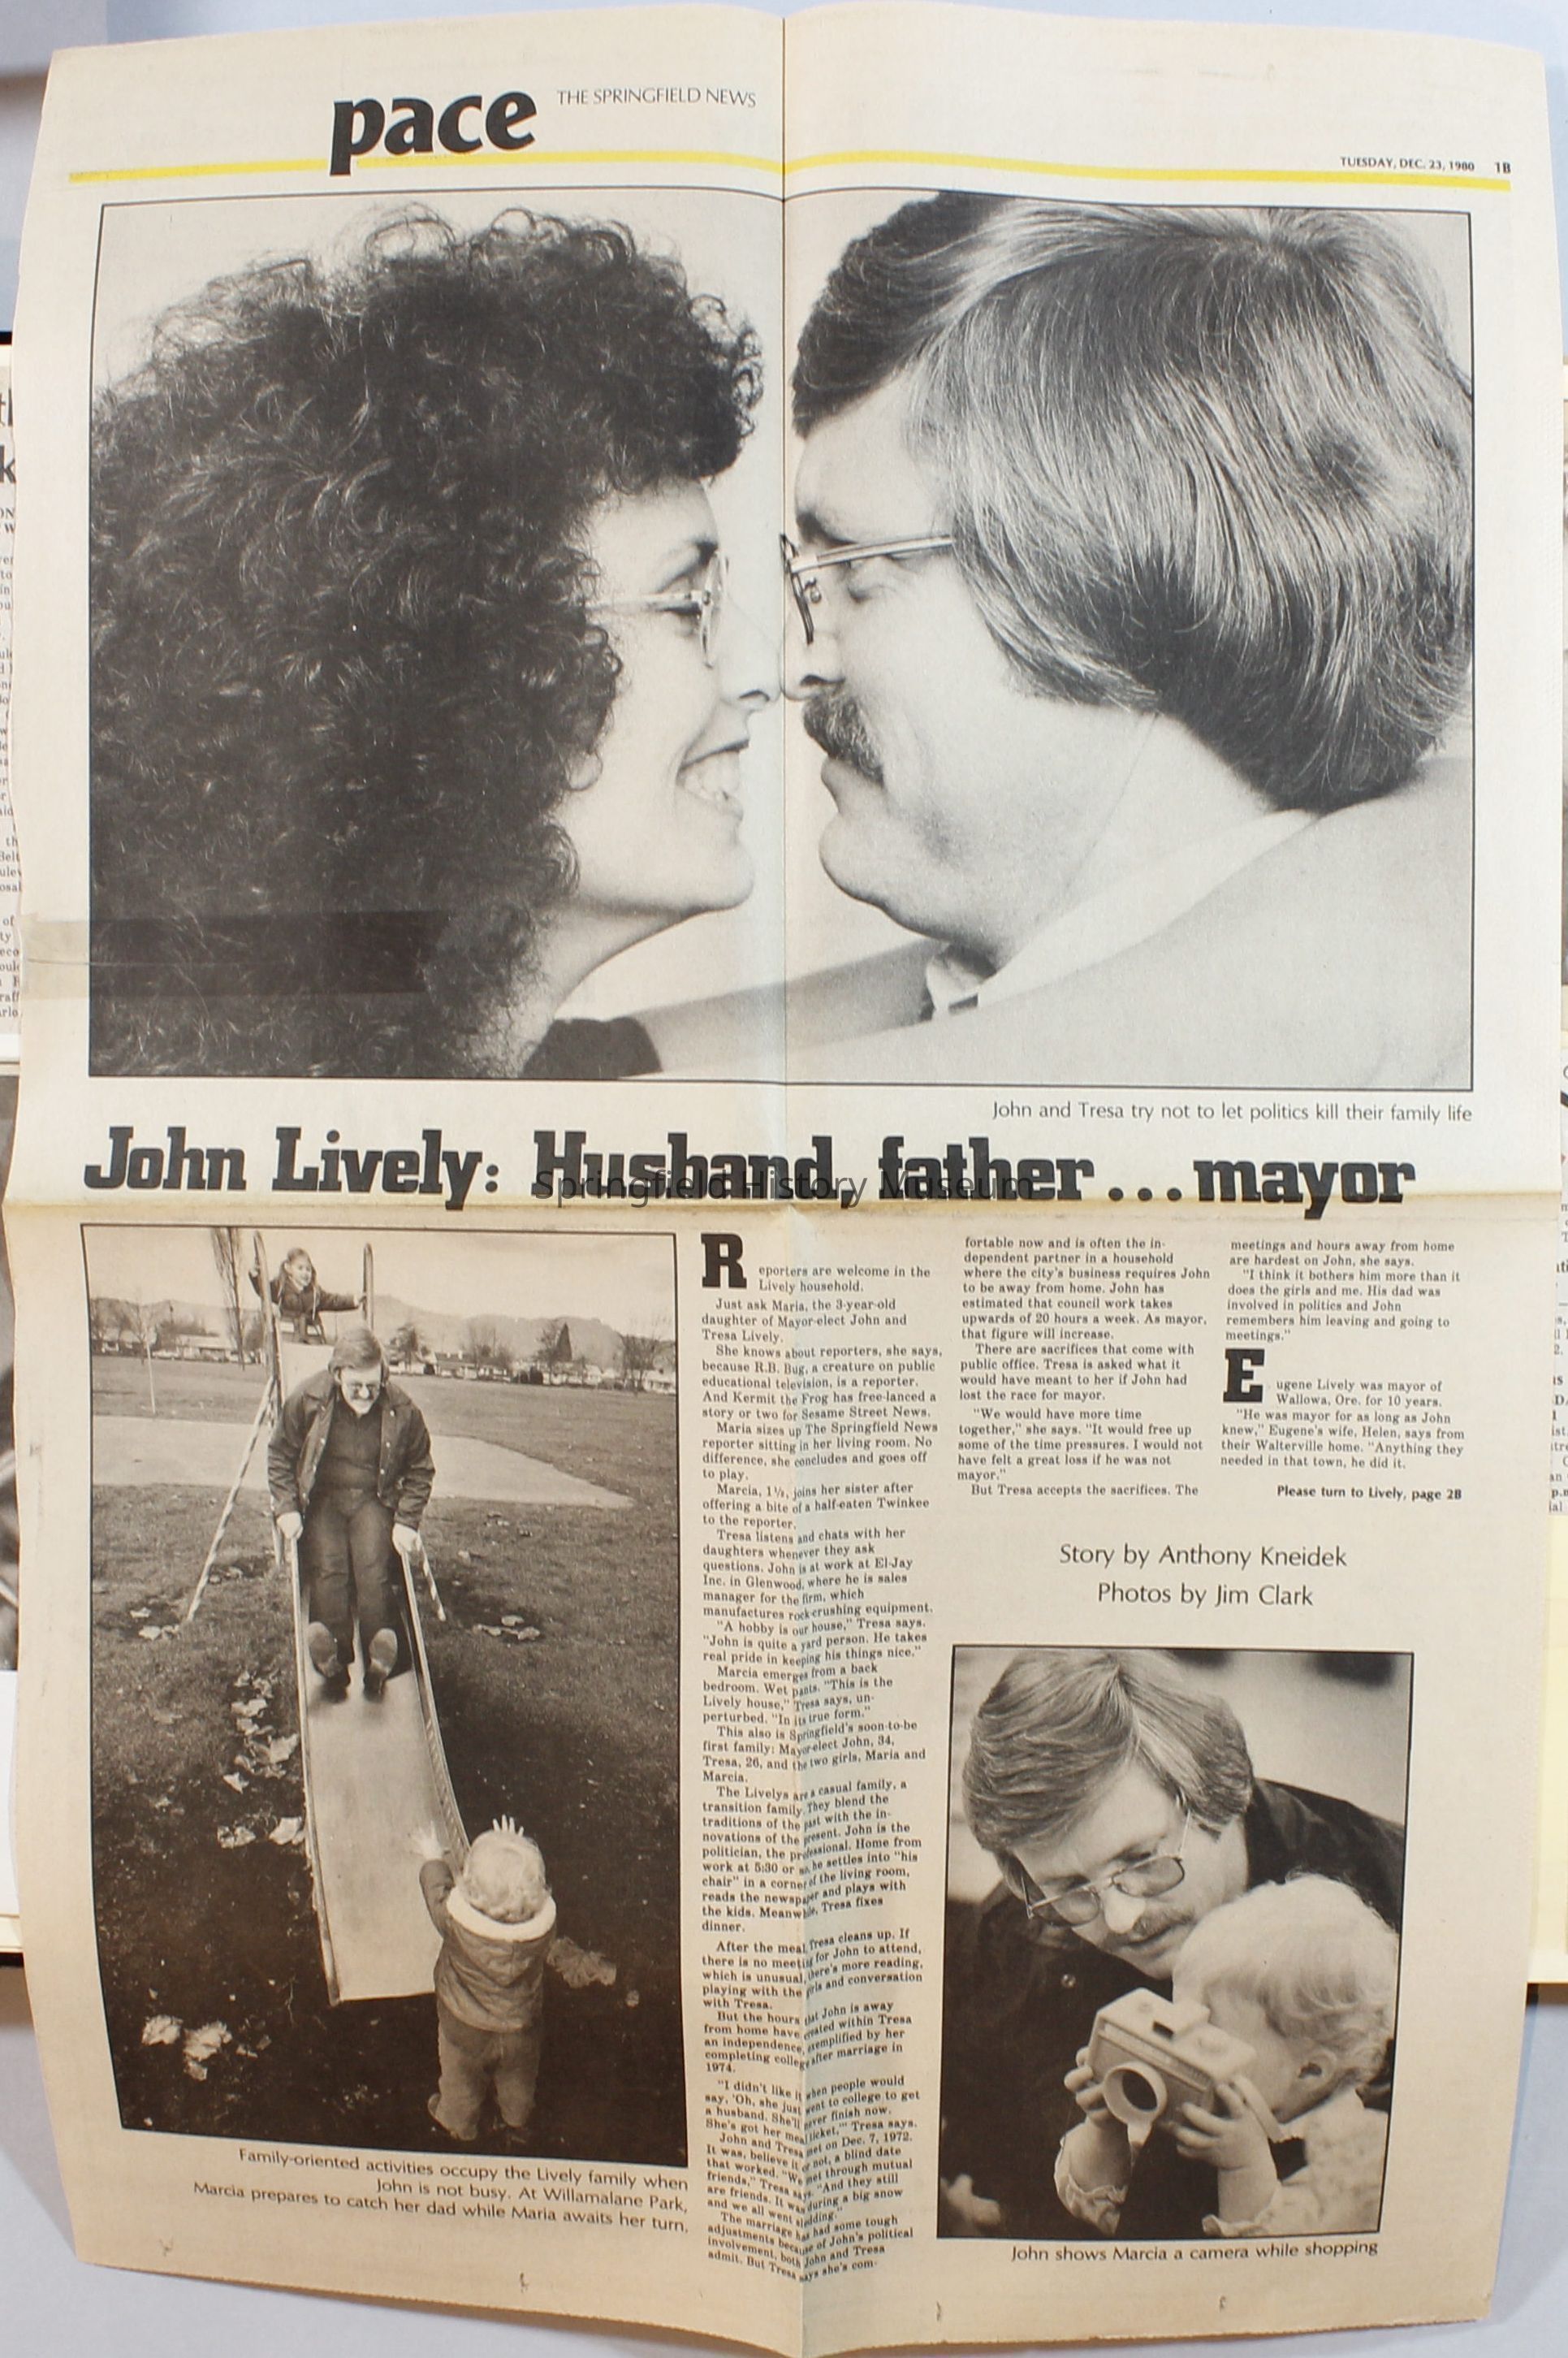 pace
THE SPRINGFIELD NEWS
TUESDAY, DEC. 23, 1980 1B
John and Tresa try not to let politics kill their family life
John Lively: Husband, father . . . mayor
Springfield History Museum
Reporters are welcome in the
Lively household.
Just ask Maria, the 3-year-old
daughter of Mayor-elect John and
Tresa Lively.
She knows about reporters, she says,
because R.B. Bug, a creature on public
educational television, is a reporter.
And Kermit the Frog has free-lanced a
story or two for Sesame Street News.
Maria sizes up The Springfield News
reporter sitting in her living room. No
difference, she concludes and goes off
to play.
Marcia, 1½, joins her sister after
offering a bite of a half-eaten Twinkee
to the reporter.
Tresa listens and chats with her
daughters whenever they ask
questions. John is at work at El-Jay
Inc. in Glenwood, where he is sales
manager for the firm, which
manufactures rock-crushing equipment.
"A hobby is our house," Tresa says.
"John is quite a yard person. He takes
real pride in keeping his things nice."
Marcia emerges from a back
bedroom. Wet pants. "This is the
Lively house," Tresa says, un-
perturbed. "In its true form."
This also is Springfield's soon-to-be
first family: Mayor-elect John, 34,
Tresa, 26, and the two girls, Maria and
Marcia.
The Livelys are a casual family, a
transition family. They blend the
traditions of the past with the in-
novations of the present. John is the
politician, the professional. Home from
work at 5:30 or so, he settles into "his
chair" in a corner of the living room,
reads the newspaper and plays with
the kids. Meanwhile, Tresa fixes
dinner.
After the meal, Tresa cleans up. If
there is no meeting for John to attend,
which is unusual, there's more reading,
playing with the girls and conversation
with Tresa.
But the hours that John is away
from home have created within Tresa
an independence, exemplified by her
completing college after marriage in
1974.
"I didn't like it when people would
say, 'Oh, she just went to college to get
a husband. She'll never finish now.
She's got her meal ticket,'" Tresa says.
John and Tresa met on Dec. 7, 1972.
It was, believe it or not, a blind date
that worked. "We met through mutual
friends," Tresa says. "And they still
are friends. It was during a big snow
and we all went sledding."
The marriage has had some tough
adjustments because of John's political
involvement, both John and Tresa
admit. But Tresa says she's com-
fortable now and is often the in-
dependent partner in a household
where the city's business requires John
to be away from home. John has
estimated that council work takes
upwards of 20 hours a week. As mayor,
that figure will increase.
There are sacrifices that come with
public office. Tresa is asked what it
would have meant to her if John had
lost the race for mayor.
"We would have more time
together," she says. "It would free up
some of the time pressures. I would not
have felt a great loss if he was not
mayor."
But Tresa accepts the sacrifices. The
meetings and hours away from home
are hardest on John, she says.
"I think it bothers him more than it
does the girls and me. His dad was
involved in politics and John
remembers him leaving and going to
meetings."
Eugene Lively was mayor of
Wallowa, Ore. for 10 years.
"He was mayor for as long as John
knew," Eugene's wife, Helen, says from
their Walterville home. "Anything they
needed in that town, he did it.
Please turn to Lively, page 2B
Story by Anthony Kneidek
Photos by Jim Clark
Family-oriented activities occupy the Lively family when
John is not busy. At Willamalane Park,
Marcia prepares to catch her dad while Maria awaits her turn.
John shows Marcia a camera while shopping